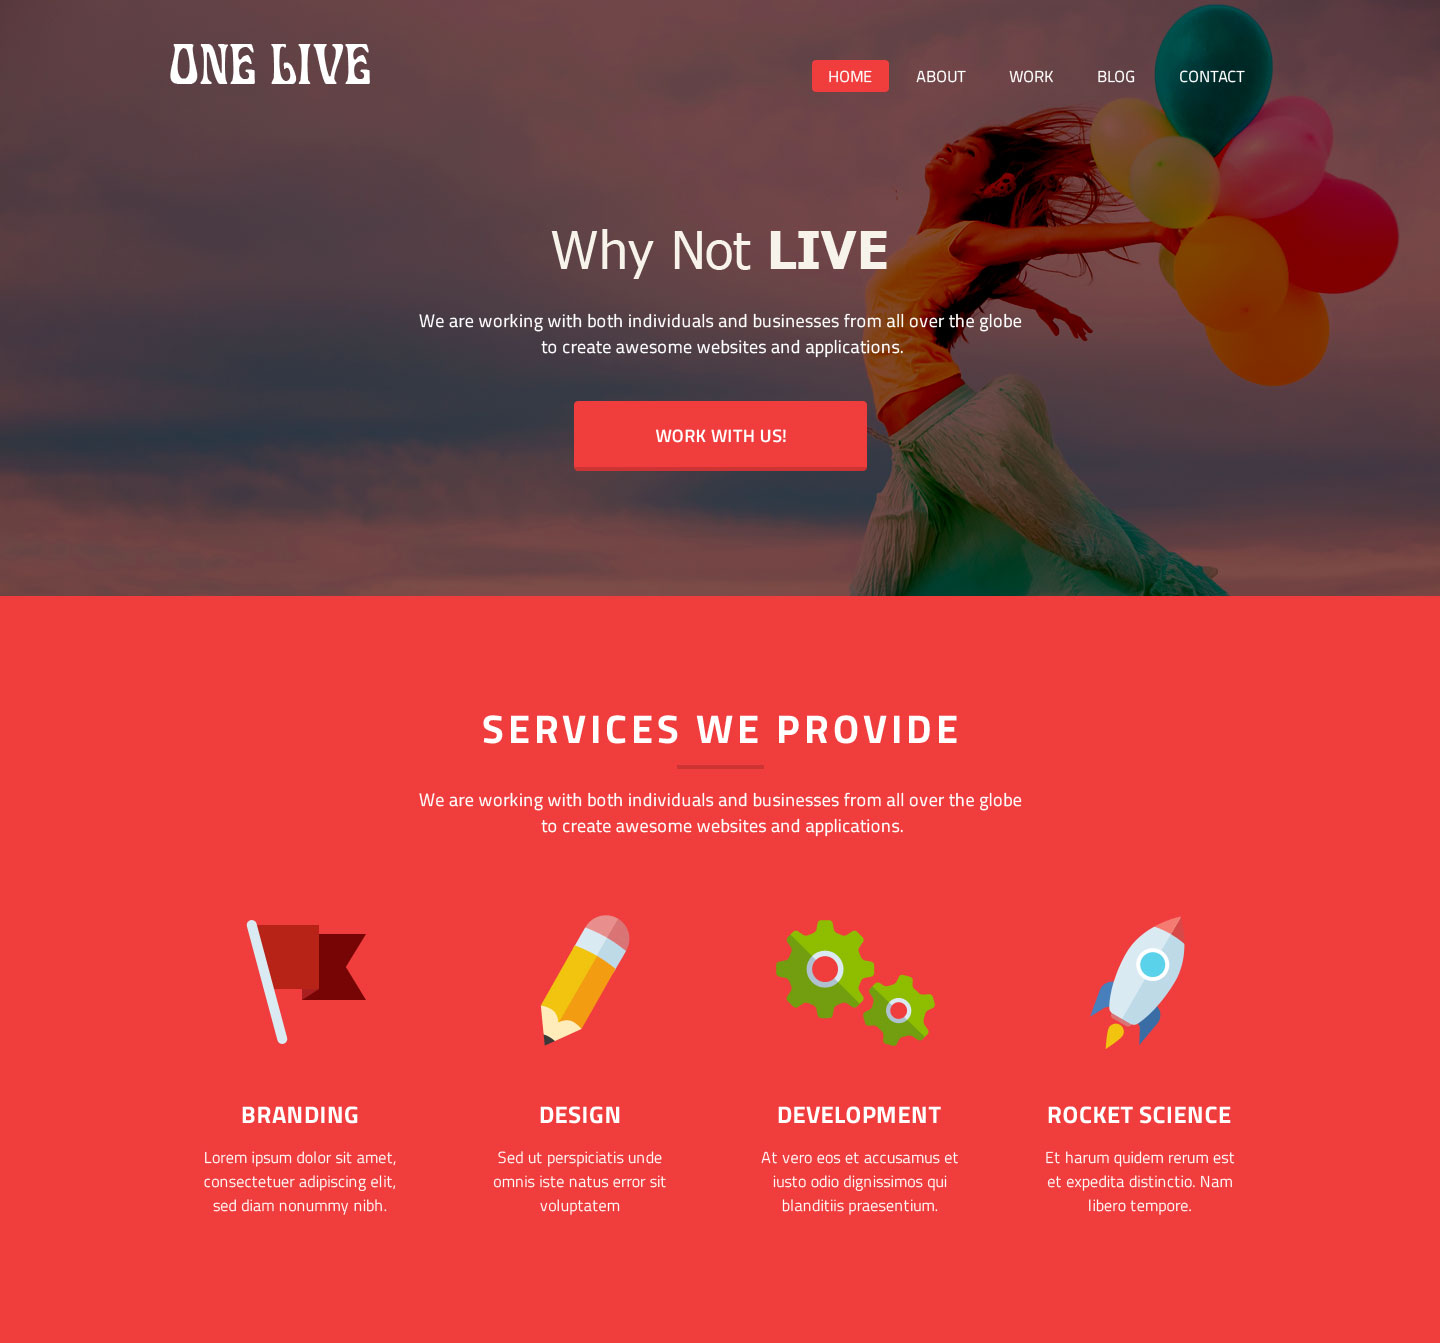 ONE LIVE
HOME ABOUT WORK BLOG CONTACT
Why Not LIVE
We are working with both individuals and businesses from all over the globe
to create awesome websites and applications.
WORK WITH US!
SERVICES WE PROVIDE
We are working with both individuals and businesses from all over the globe
to create awesome websites and applications.
BRANDING
Lorem ipsum dolor sit amet,
consectetuer adipiscing elit,
sed diam nonummy nibh.
DESIGN
Sed ut perspiciatis unde
omnis iste natus error sit
voluptatem
DEVELOPMENT
At vero eos et accusamus et
iusto odio dignissimos qui
blanditiis praesentium.
ROCKET SCIENCE
Et harum quidem rerum est
et expedita distinctio. Nam
libero tempore.